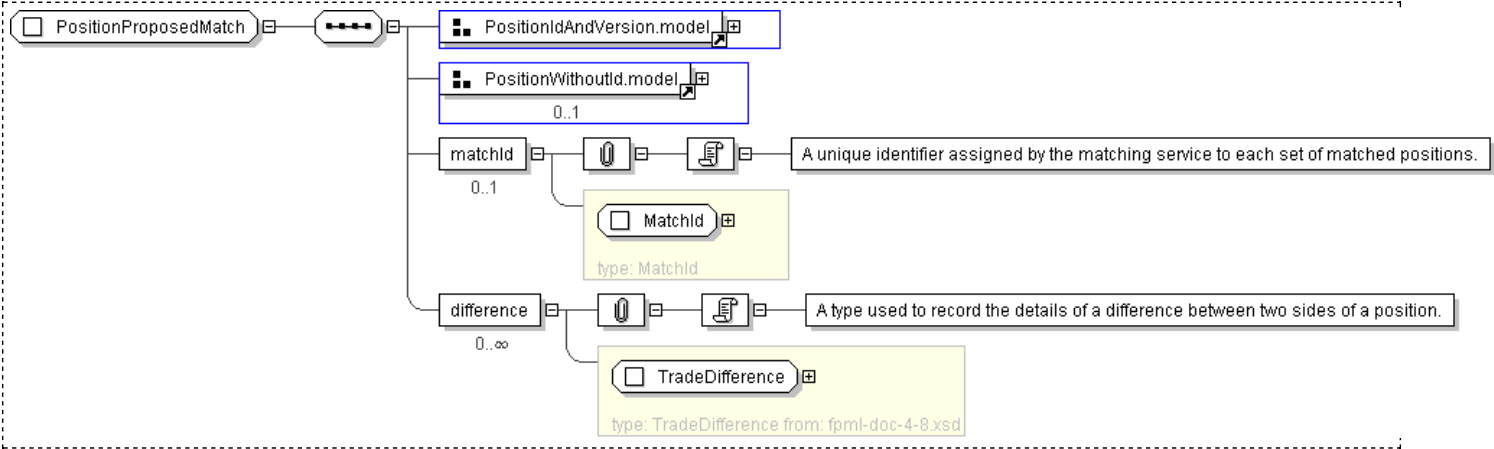 PositionProposedMatch
PositionIdAndVersion.model
PositionWithoutId.model
0..1
matchId
A unique identifier assigned by the matching service to each set of matched positions.
0..1
MatchId
type: MatchId
difference
A type used to record the details of a difference between two sides of a position.
0..∞
TradeDifference
type: TradeDifference from: fpml-doc-4-8.xsd